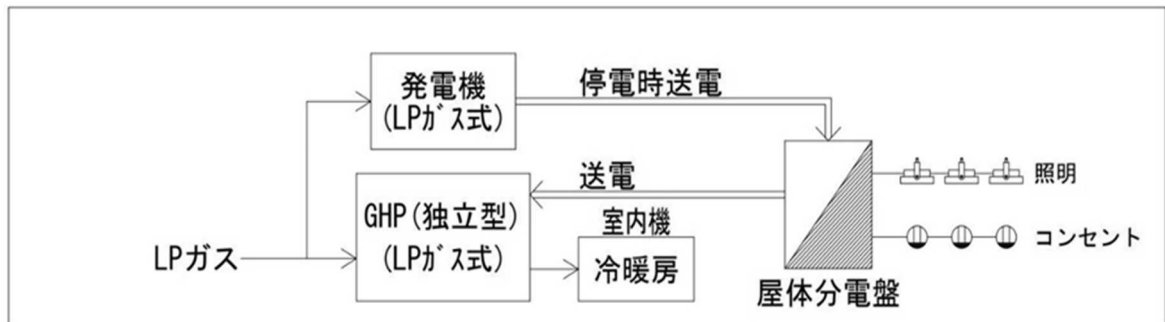 発電機
(LPｶﾞｽ式)
停電時送電
送電
GHP(独立型)
(LPｶﾞｽ式)
室内機
冷暖房
LPガス
照明
コンセント
屋体分電盤